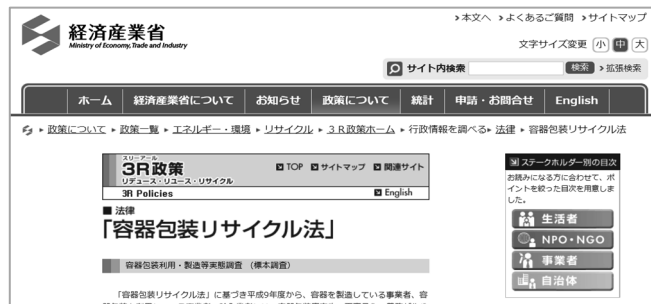 ›本文へ ›よくあるご質問 ›サイトマップ
経済産業省
Ministry of Economy, Trade and Industry
文字サイズ変更 小 中 大
サイト内検索 検索 ›拡張検索
ホーム 経済産業省について お知らせ 政策について 統計 申請・お問合せ English
▸ 政策について ▸ 政策一覧 ▸ エネルギー・環境 ▸ リサイクル ▸ 3R政策ホーム ▸ 行政情報を調べる▸ 法律 ▸ 容器包装リサイクル法
スリーアール
3R政策
リデュース・リユース・リサイクル
TOP サイトマップ 関連サイト
3R Policies English
ステークホルダー別の目次
お読みになる方に合わせて、ポ
イントを絞った目次を用意しま
した。
生活者
NPO・NGO
事業者
自治体
■ 法律
「容器包装リサイクル法」
容器包装利用・製造等実態調査 （標本調査）
「容器包装リサイクル法」に基づき平成9年度から、容器を製造している事業者、容